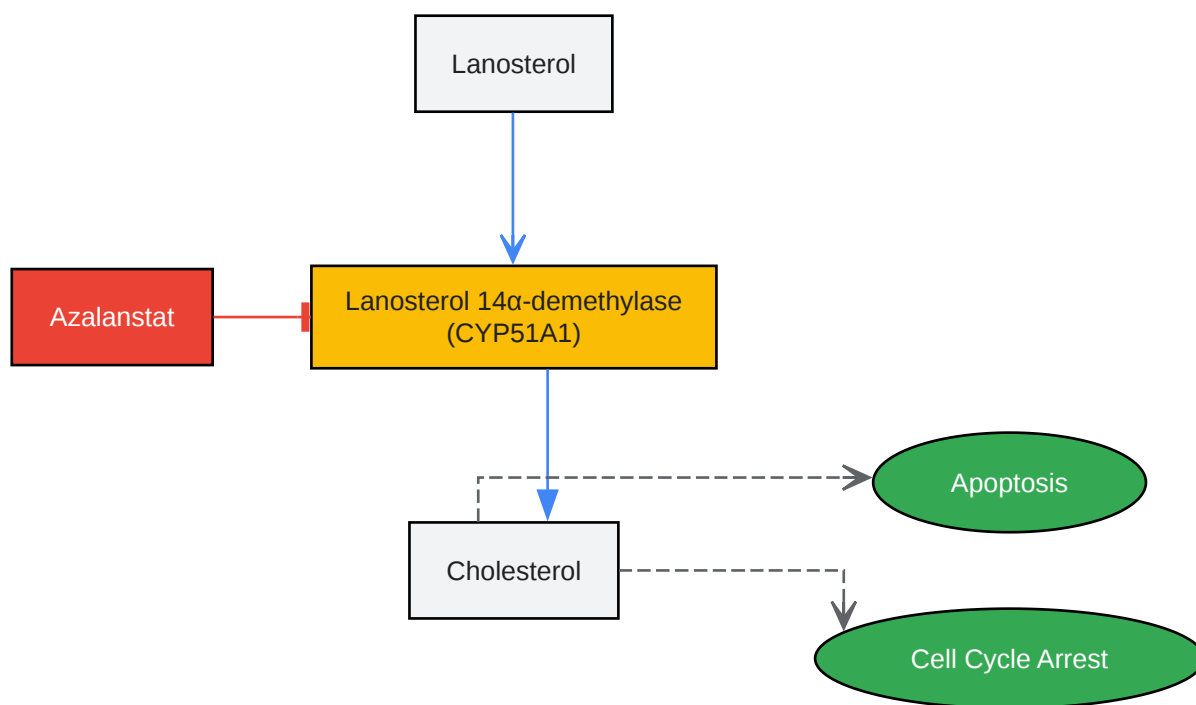 Lanosterol
Azalanstat
Lanosterol 14α-demethylase
(CYP51A1)
Apoptosis
Cholesterol
Cell Cycle Arrest